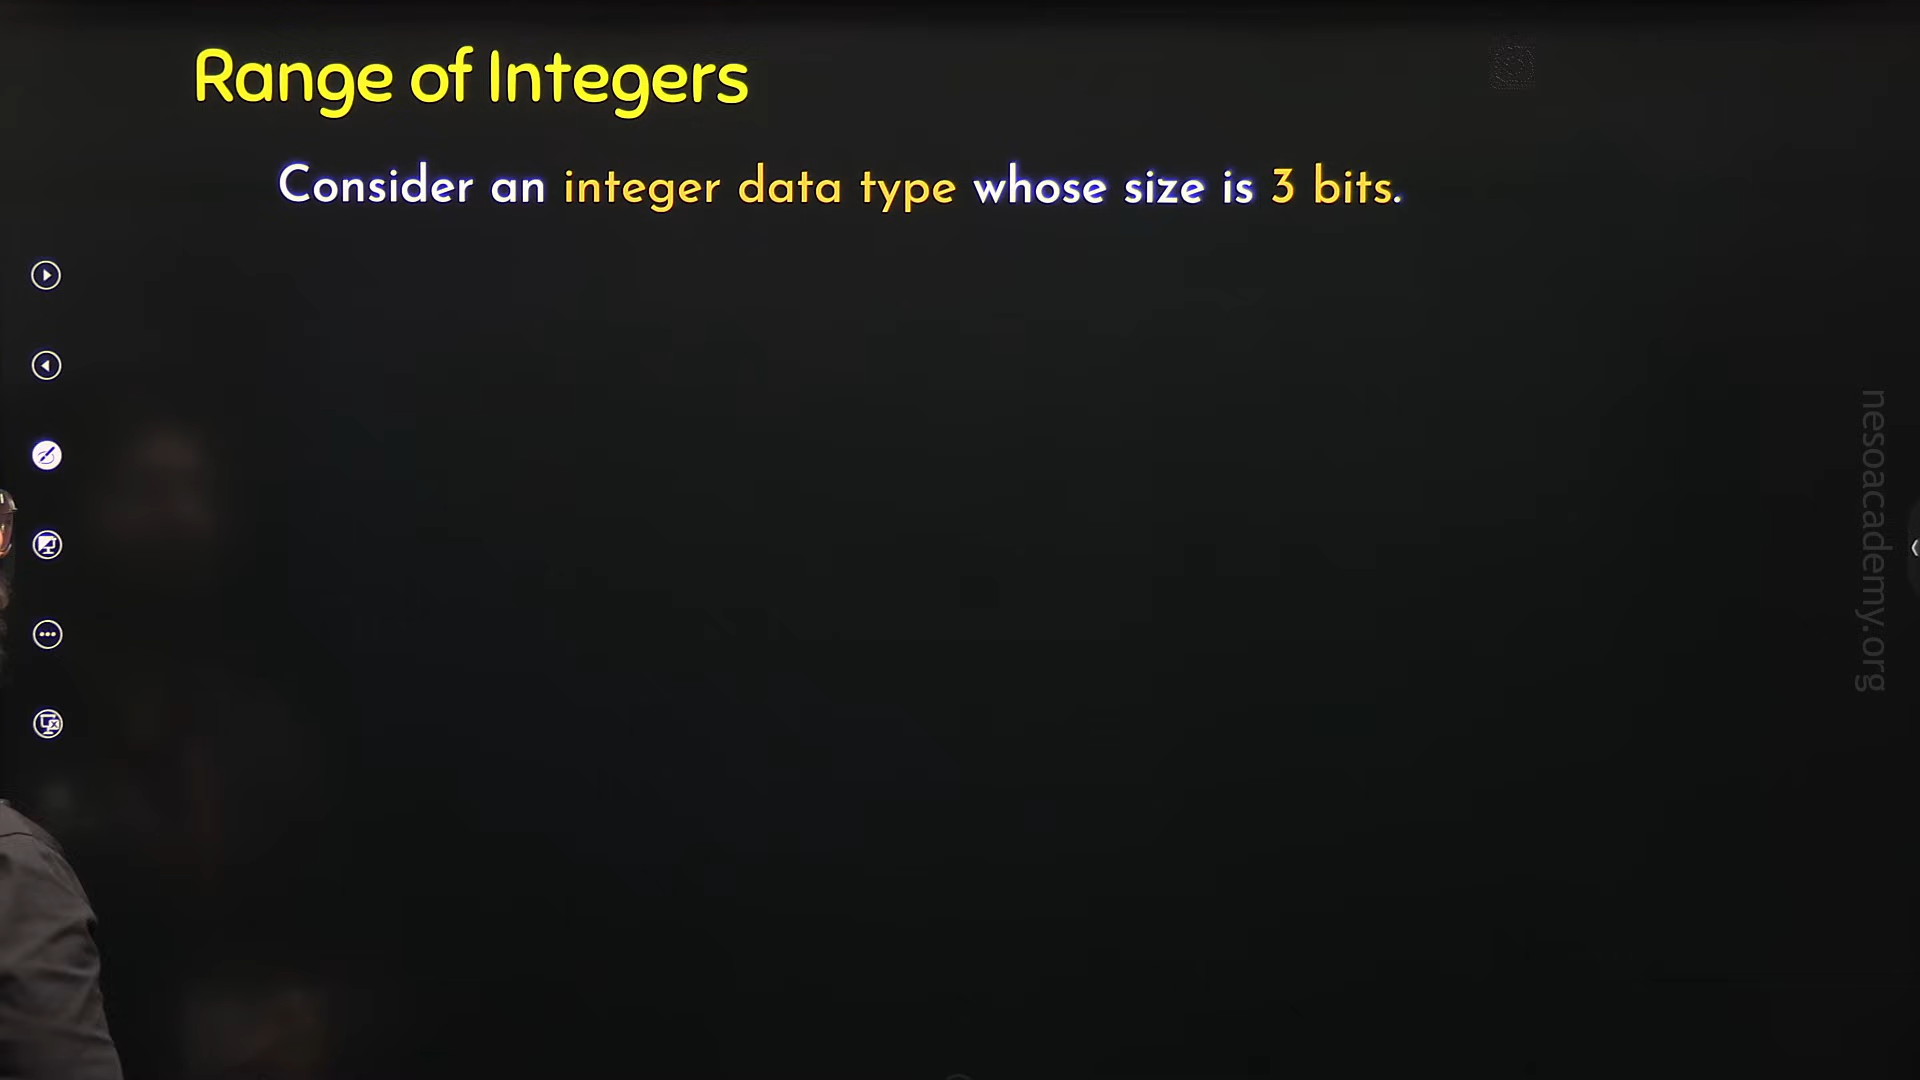 Range of Integers
Consider an integer data type whose size is 3 bits.
nesoacademy.org